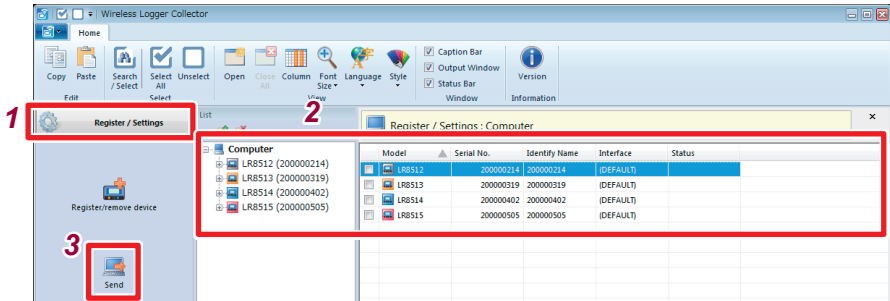 Wireless Logger Collector
Home
Copy Paste Search / Select Select All Unselect Open Close All Column Font Size Language Style Caption Bar Output Window Status Bar Version
Edit Select View Window Information
1 Register / Settings
List
2
Register / Settings : Computer x
Computer
LR8512 (200000214)
LR8513 (200000319)
LR8514 (200000402)
LR8515 (200000505)
Model Serial No. Identify Name Interface Status
LR8512 200000214 200000214 (DEFAULT)
LR8513 200000319 200000319 (DEFAULT)
LR8514 200000402 200000402 (DEFAULT)
LR8515 200000505 200000505 (DEFAULT)
Register/remove device
3
Send